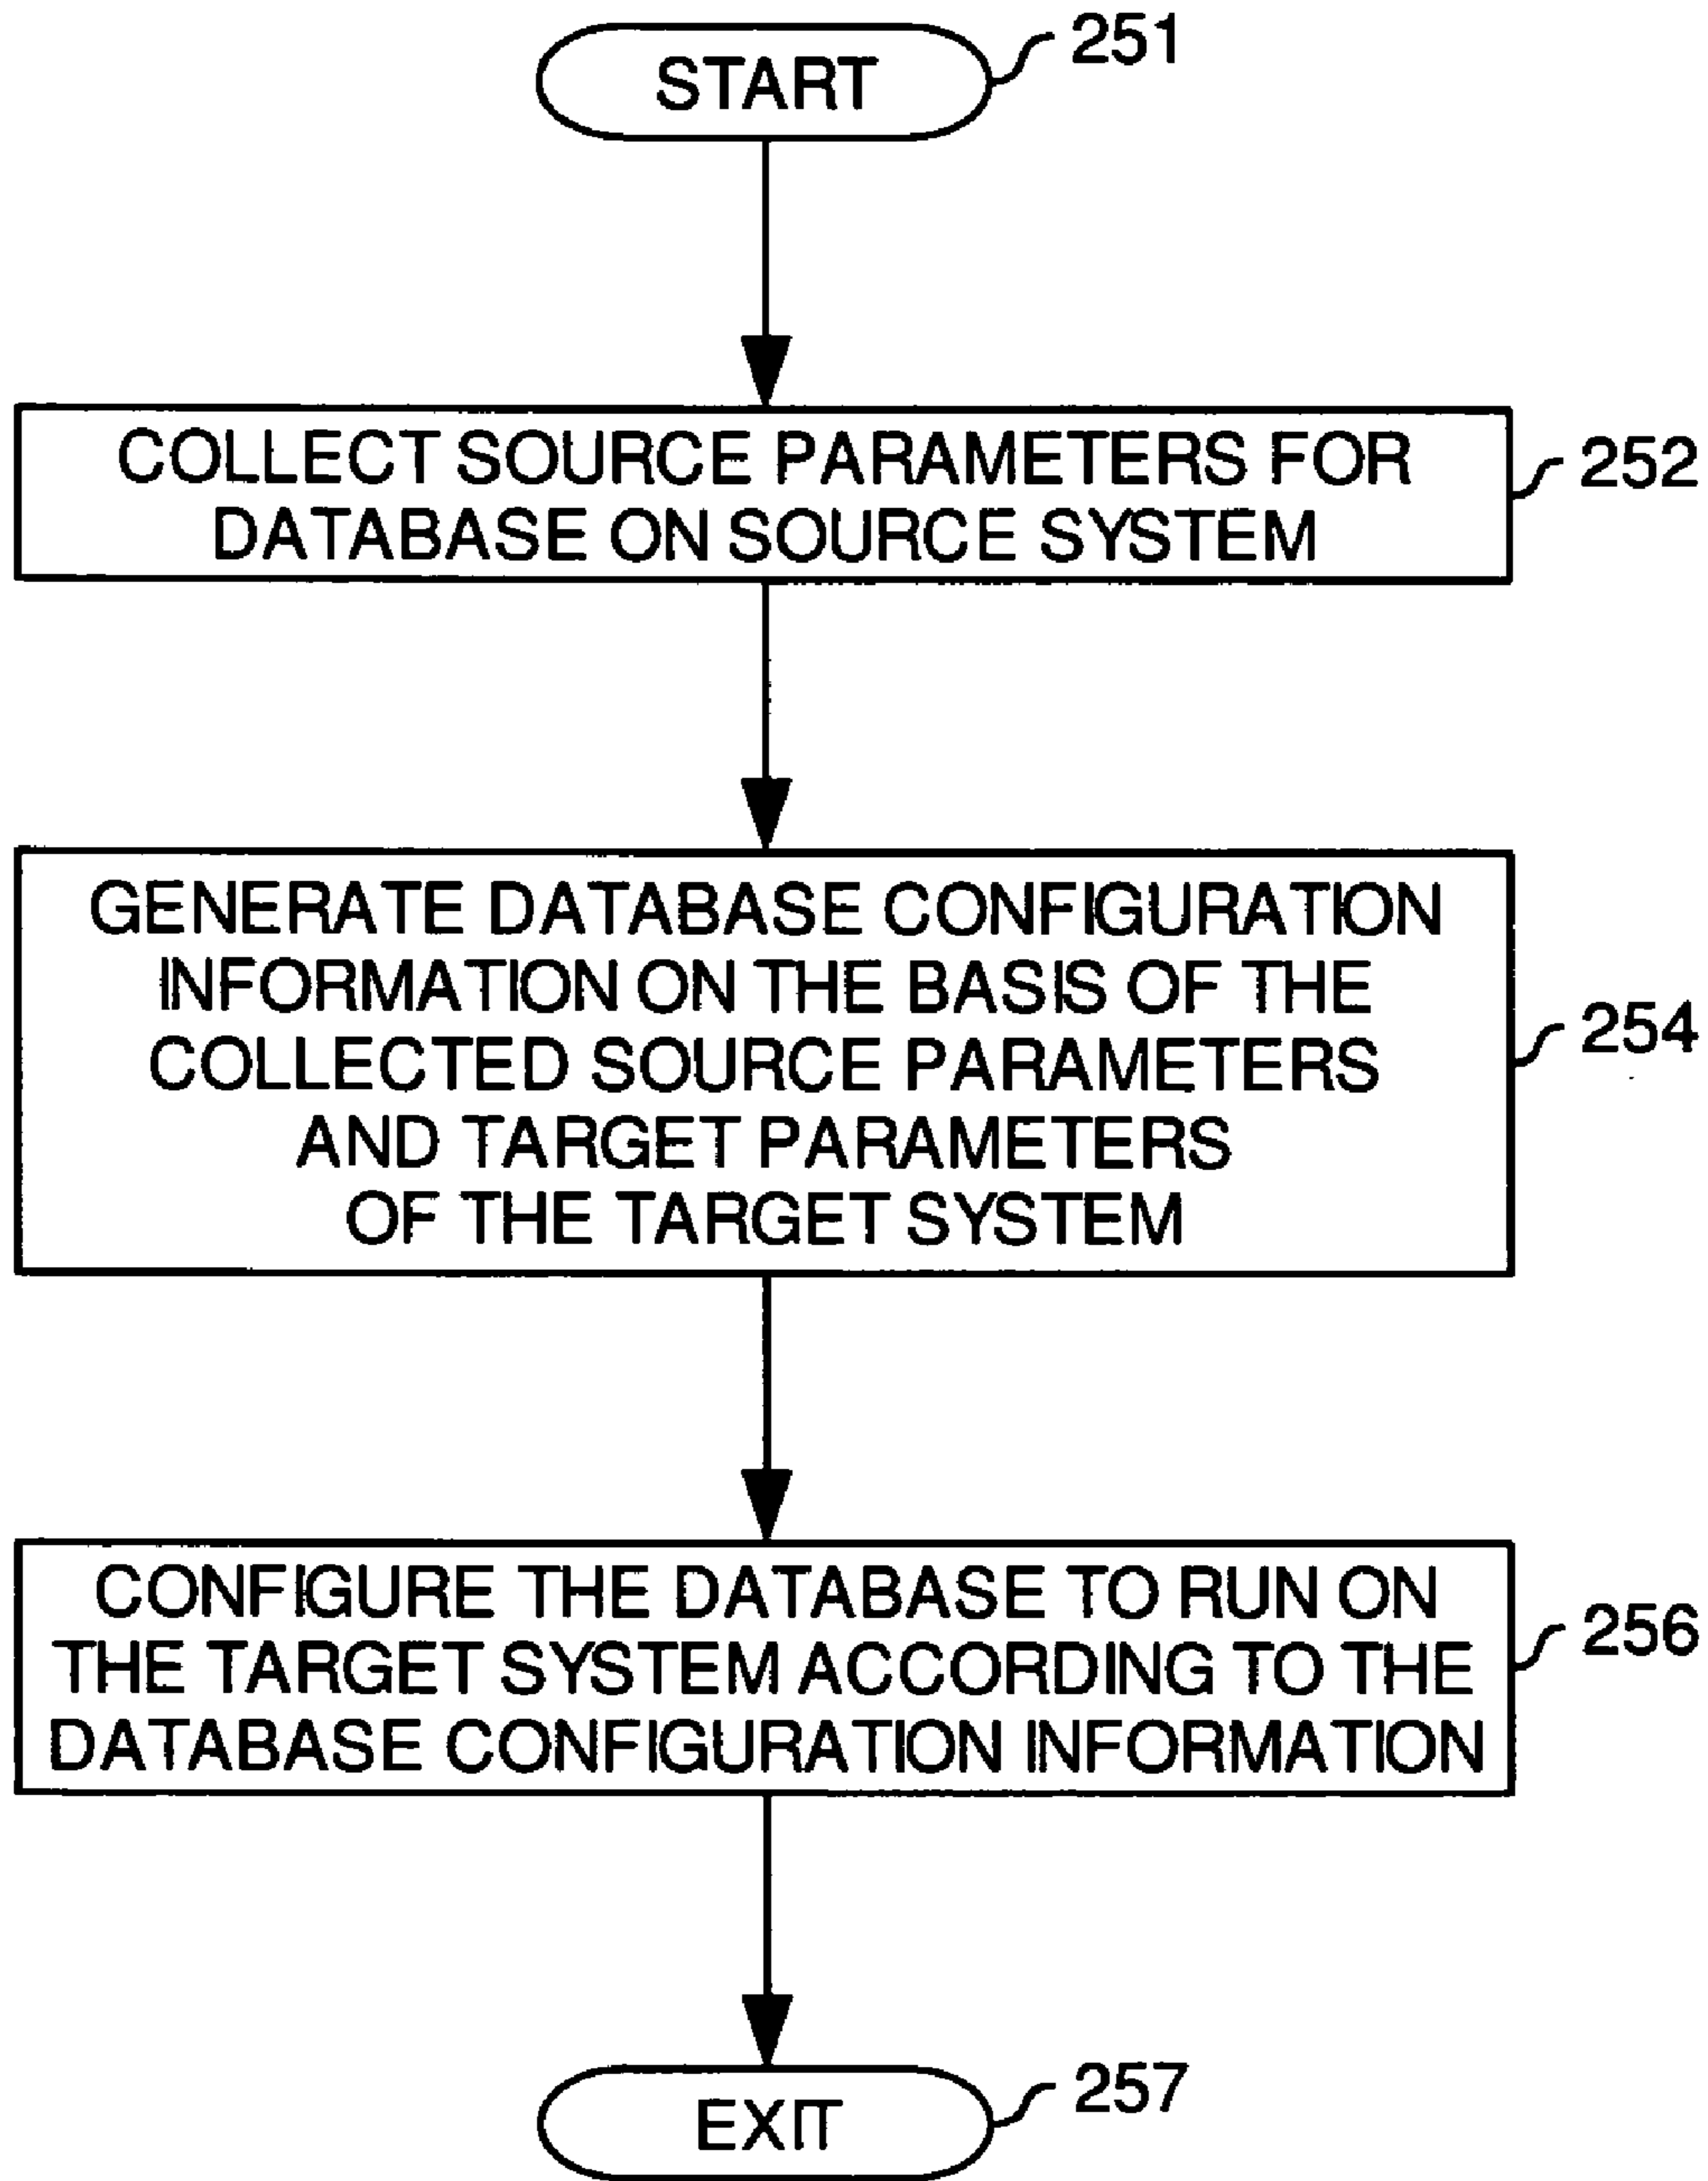 START
251
COLLECT SOURCE PARAMETERS FOR
DATABASE ON SOURCE SYSTEM
252
GENERATE DATABASE CONFIGURATION
INFORMATION ON THE BASIS OF THE
COLLECTED SOURCE PARAMETERS
AND TARGET PARAMETERS
OF THE TARGET SYSTEM
254
CONFIGURE THE DATABASE TO RUN ON
THE TARGET SYSTEM ACCORDING TO THE
DATABASE CONFIGURATION INFORMATION
256
EXIT
257